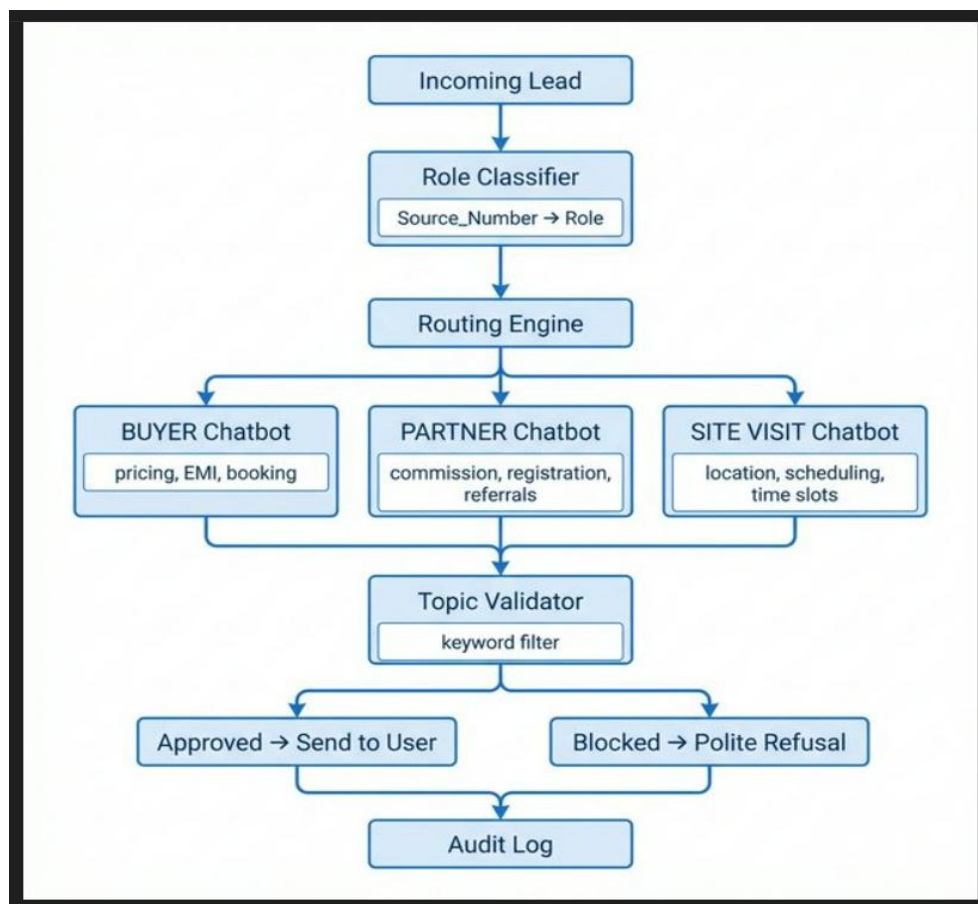 Incoming Lead
Role Classifier
Source_Number → Role
Routing Engine
BUYER Chatbot
pricing, EMI, booking
PARTNER Chatbot
commission, registration,
referrals
SITE VISIT Chatbot
location, scheduling,
time slots
Topic Validator
keyword filter
Approved → Send to User
Blocked → Polite Refusal
Audit Log